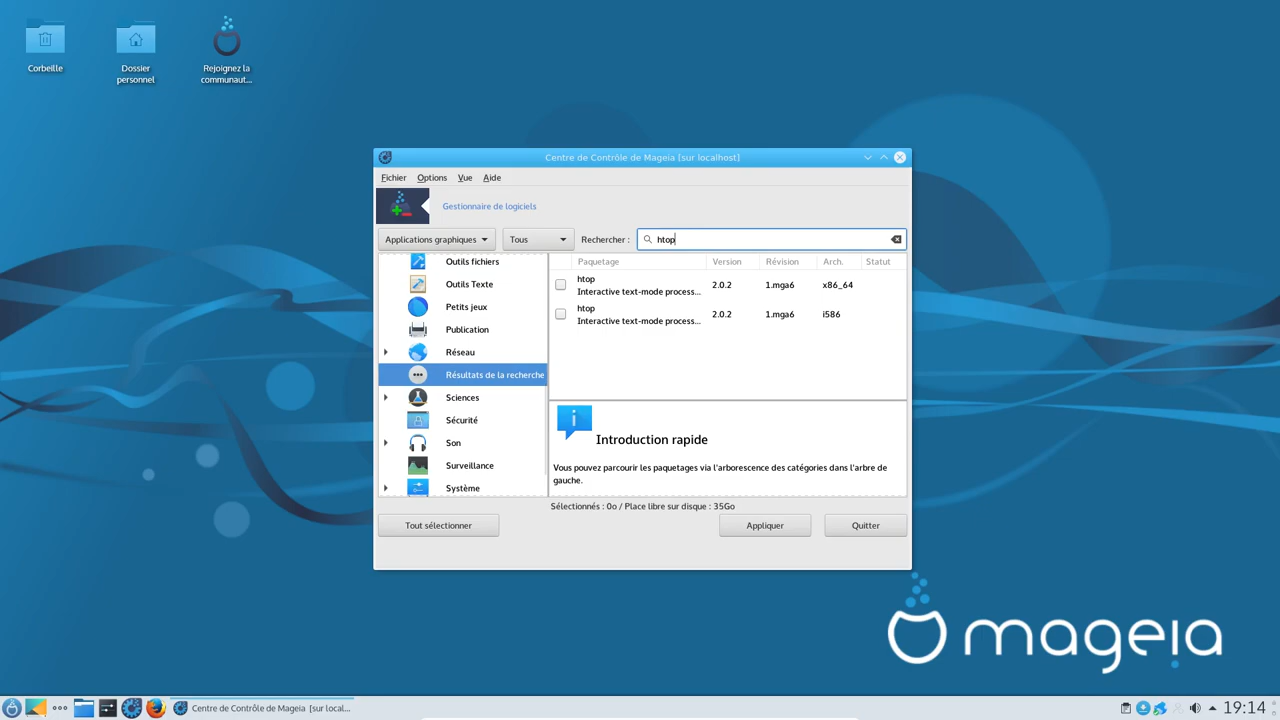 Corbeille
Dossier
personnel
Rejoignez la
communaut...
Centre de Contrôle de Mageia [sur localhost]
Fichier Options Vue Aide
Gestionnaire de logiciels
Applications graphiques Tous Rechercher : htop
Outils fichiers
Outils Texte
Petits jeux
Publication
Réseau
Résultats de la recherche
Sciences
Sécurité
Son
Surveillance
Système
Paquetage Version Révision Arch. Statut
htop
Interactive text-mode process... 2.0.2 1.mga6 x86_64
htop
Interactive text-mode process... 2.0.2 1.mga6 i586
Introduction rapide
Vous pouvez parcourir les paquetages via l'arborescence des catégories dans l'arbre de
gauche.
Sélectionnés : 0o / Place libre sur disque : 35Go
Tout sélectionner Appliquer Quitter
mageia
Centre de Contrôle de Mageia [sur local... 19:14